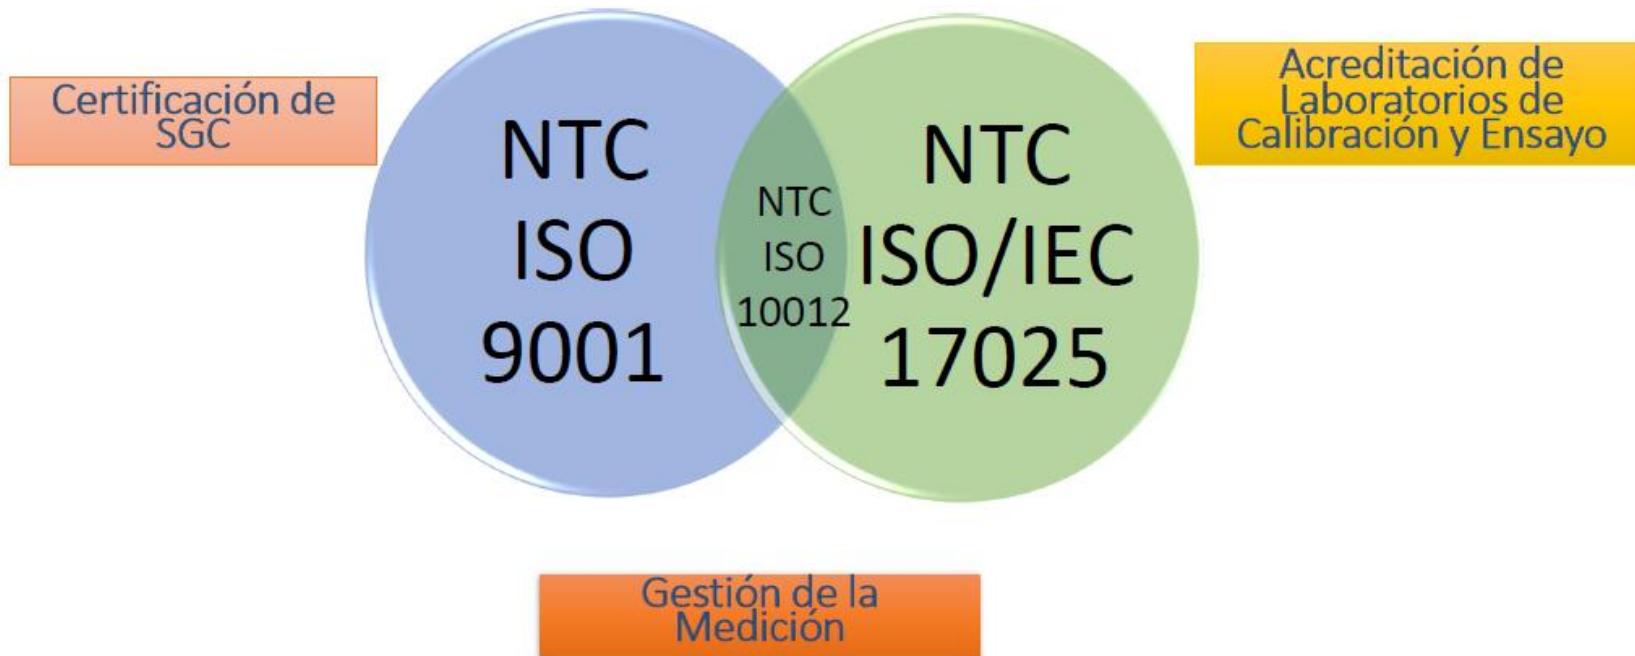 Certificación de
SGC
NTC
ISO
9001
NTC
ISO
10012
NTC
ISO/IEC
17025
Acreditación de
Laboratorios de
Calibración y Ensayo
Gestión de la
Medición